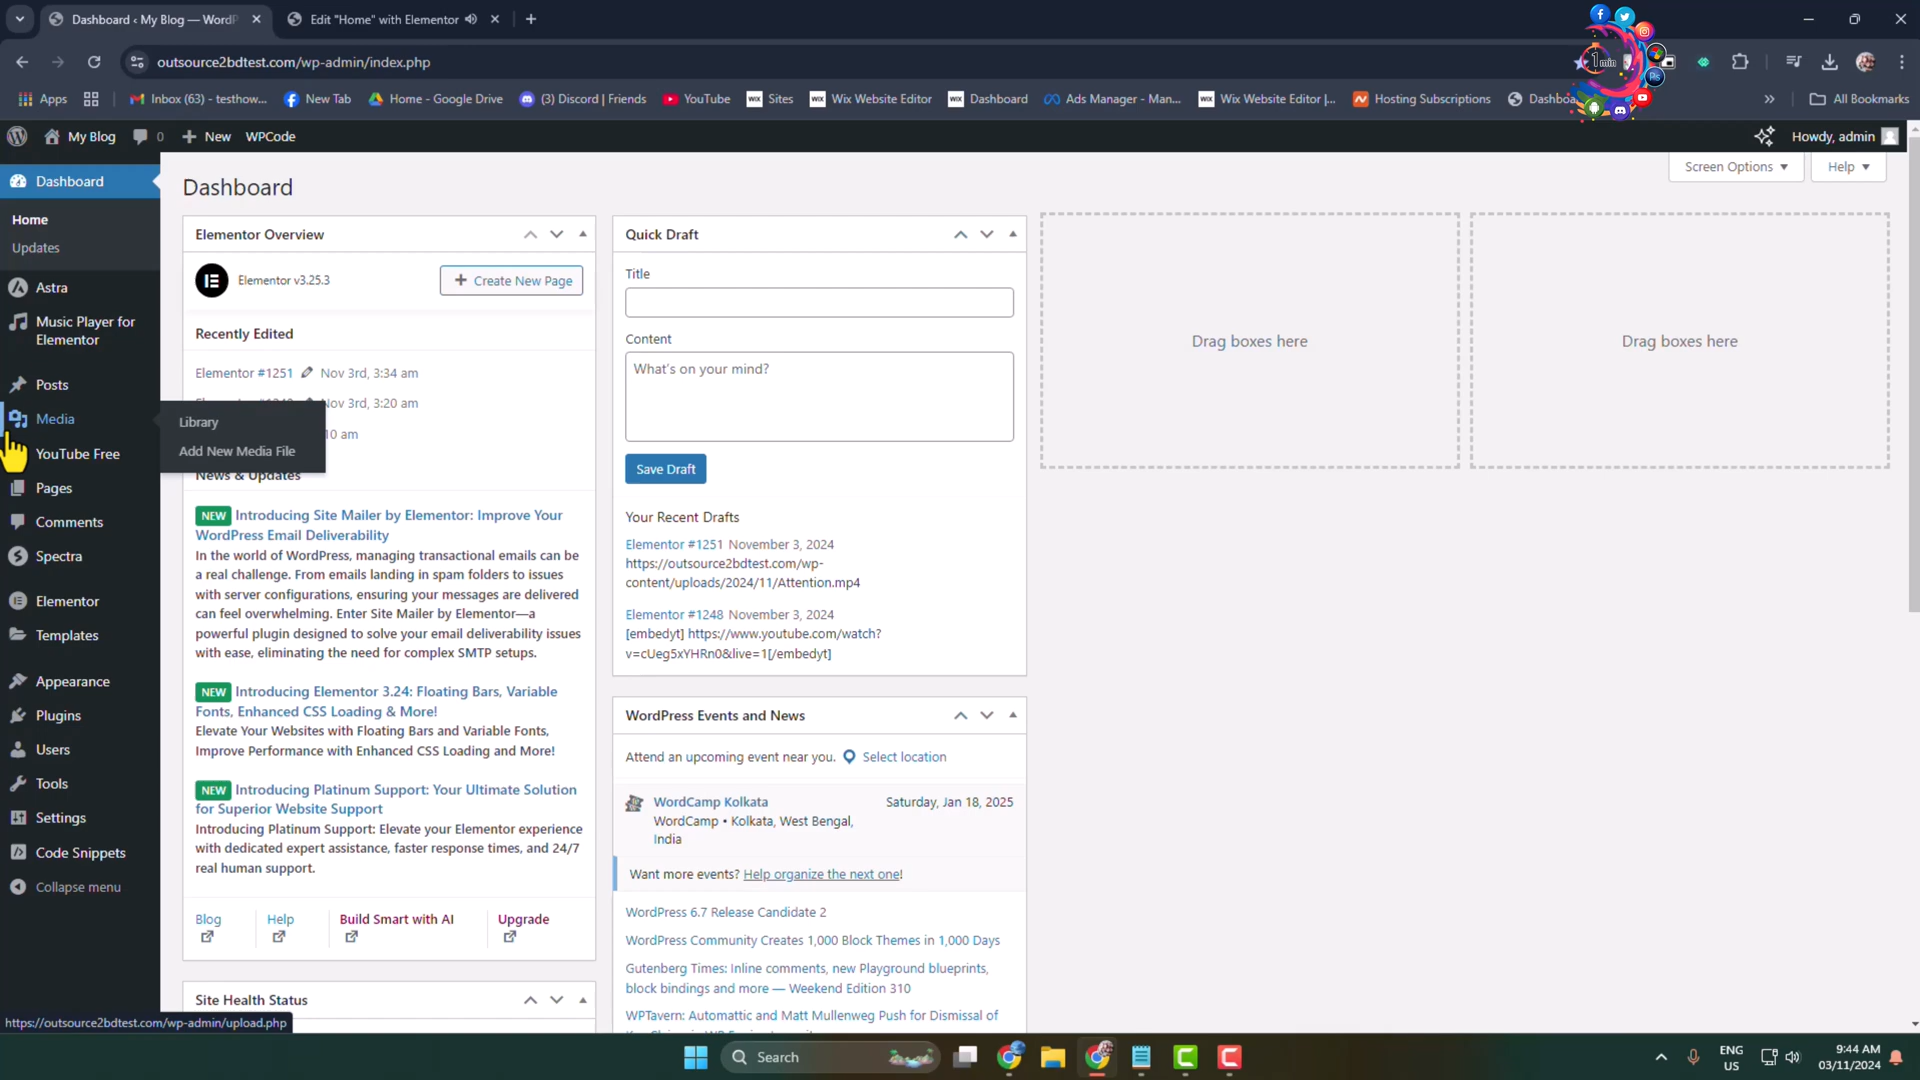 Dashboard ‹ My Blog — WordP
Edit "Home" with Elementor
outsource2bdtest.com/wp-admin/index.php
1 min
Ps
Apps
Inbox (63) - testhow...
New Tab
Home - Google Drive
(3) Discord | Friends
YouTube
WIX Sites
WIX Wix Website Editor
WIX Dashboard
Ads Manager - Man...
WIX Wix Website Editor |...
Hosting Subscriptions
Dashboa
All Bookmarks
My Blog
0
New
WPCode
Howdy, admin
Dashboard
Home
Updates
Astra
Music Player for
Elementor
Posts
Media
YouTube Free
Pages
Comments
Spectra
Elementor
Templates
Appearance
Plugins
Users
Tools
Settings
Code Snippets
Collapse menu
Library
Add New Media File
Screen Options
Help
Dashboard
Elementor Overview
Elementor v3.25.3
Create New Page
Recently Edited
Elementor #1251 Nov 3rd, 3:34 am
Nov 3rd, 3:20 am
10 am
News & Updates
NEW Introducing Site Mailer by Elementor: Improve Your
WordPress Email Deliverability
In the world of WordPress, managing transactional emails can be
a real challenge. From emails landing in spam folders to issues
with server configurations, ensuring your messages are delivered
can feel overwhelming. Enter Site Mailer by Elementor—a
powerful plugin designed to solve your email deliverability issues
with ease, eliminating the need for complex SMTP setups.
NEW Introducing Elementor 3.24: Floating Bars, Variable
Fonts, Enhanced CSS Loading & More!
Elevate Your Websites with Floating Bars and Variable Fonts,
Improve Performance with Enhanced CSS Loading and More!
NEW Introducing Platinum Support: Your Ultimate Solution
for Superior Website Support
Introducing Platinum Support: Elevate your Elementor experience
with dedicated expert assistance, faster response times, and 24/7
real human support.
Blog
Help
Build Smart with AI
Upgrade
Site Health Status
Quick Draft
Title
Content
What's on your mind?
Save Draft
Your Recent Drafts
Elementor #1251 November 3, 2024
https://outsource2bdtest.com/wp-
content/uploads/2024/11/Attention.mp4
Elementor #1248 November 3, 2024
[embedyt] https://www.youtube.com/watch?
v=cUeg5xYHRn0&live=1[/embedyt]
WordPress Events and News
Attend an upcoming event near you. Select location
WordCamp Kolkata Saturday, Jan 18, 2025
WordCamp • Kolkata, West Bengal,
India
Want more events? Help organize the next one!
WordPress 6.7 Release Candidate 2
WordPress Community Creates 1,000 Block Themes in 1,000 Days
Gutenberg Times: Inline comments, new Playground blueprints,
block bindings and more — Weekend Edition 310
WPTavern: Automattic and Matt Mullenweg Push for Dismissal of
Drag boxes here
Drag boxes here
https://outsource2bdtest.com/wp-admin/upload.php
Search
ENG
US
9:44 AM
03/11/2024